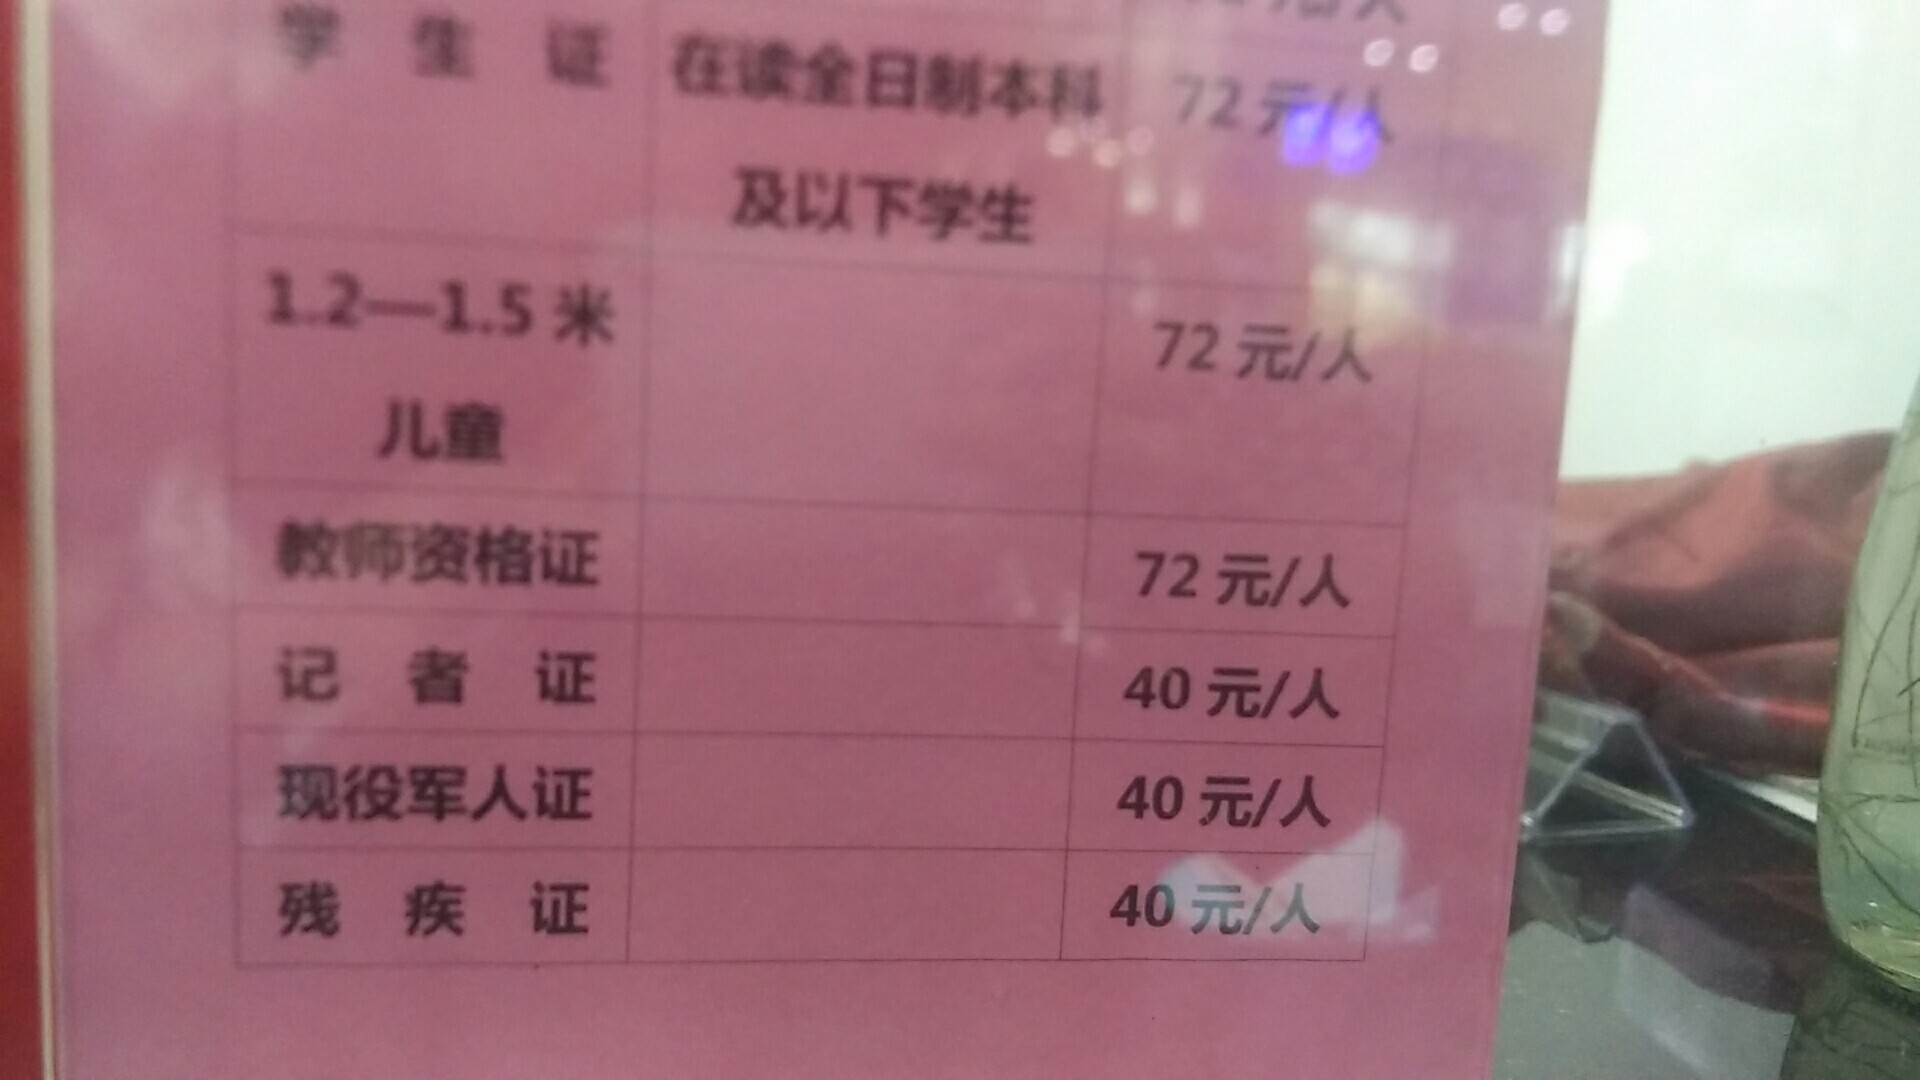 学 生 证 在读全日制本科 72元/人
及以下学生
1.2—1.5米 72元/人
儿童
教师资格证 72元/人
记 者 证 40元/人
现役军人证 40元/人
残 疾 证 40元/人